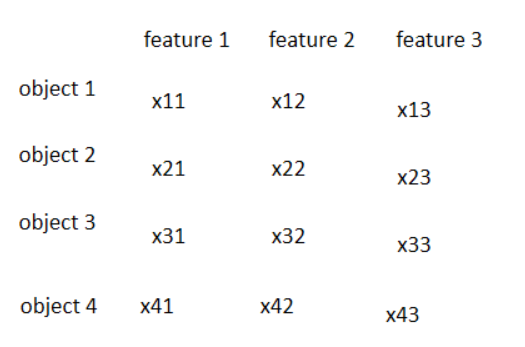 feature 1 feature 2 feature 3
object 1 x11 x12 x13
object 2 x21 x22 x23
object 3 x31 x32 x33
object 4 x41 x42 x43